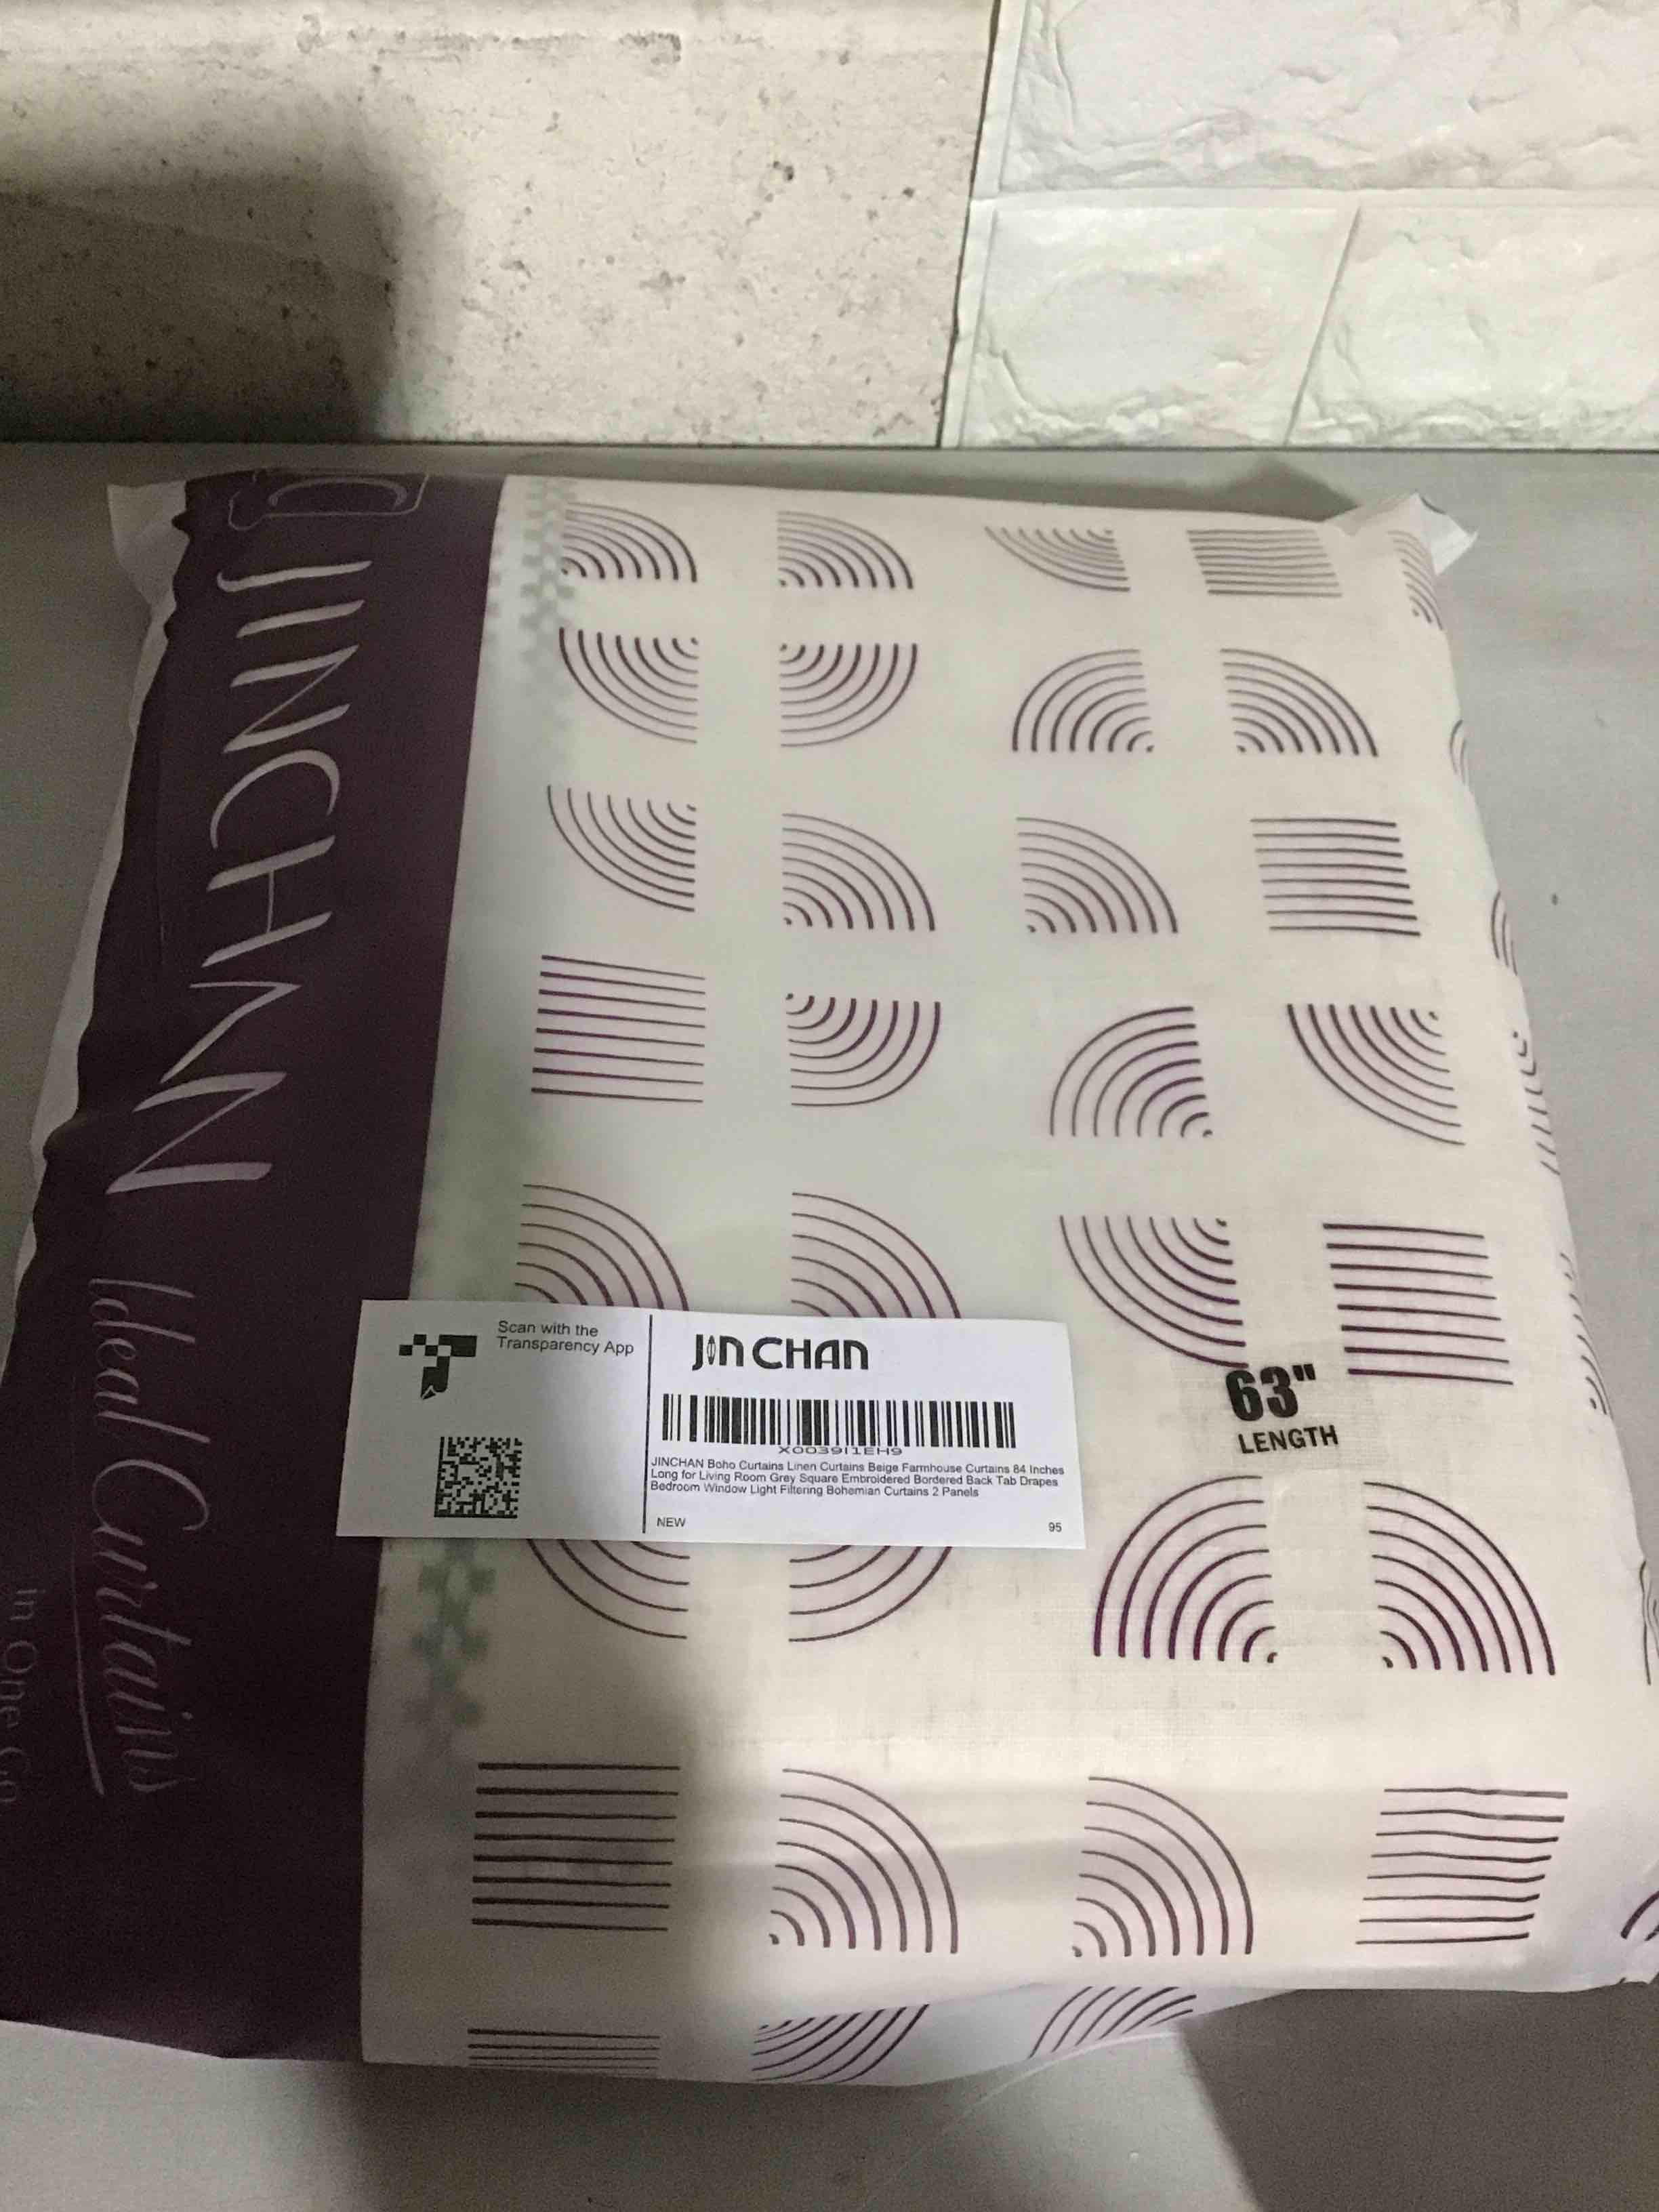 JINCHAN
Ideal Curtains
in One Go
Scan with the
Transparency App
JINCHAN
X0039I1EH9
JINCHAN Boho Curtains Linen Curtains Beige Farmhouse Curtains 84 Inches
Long for Living Room Grey Square Embroidered Bordered Back Tab Drapes
Bedroom Window Light Filtering Bohemian Curtains 2 Panels
NEW
95
63"
LENGTH